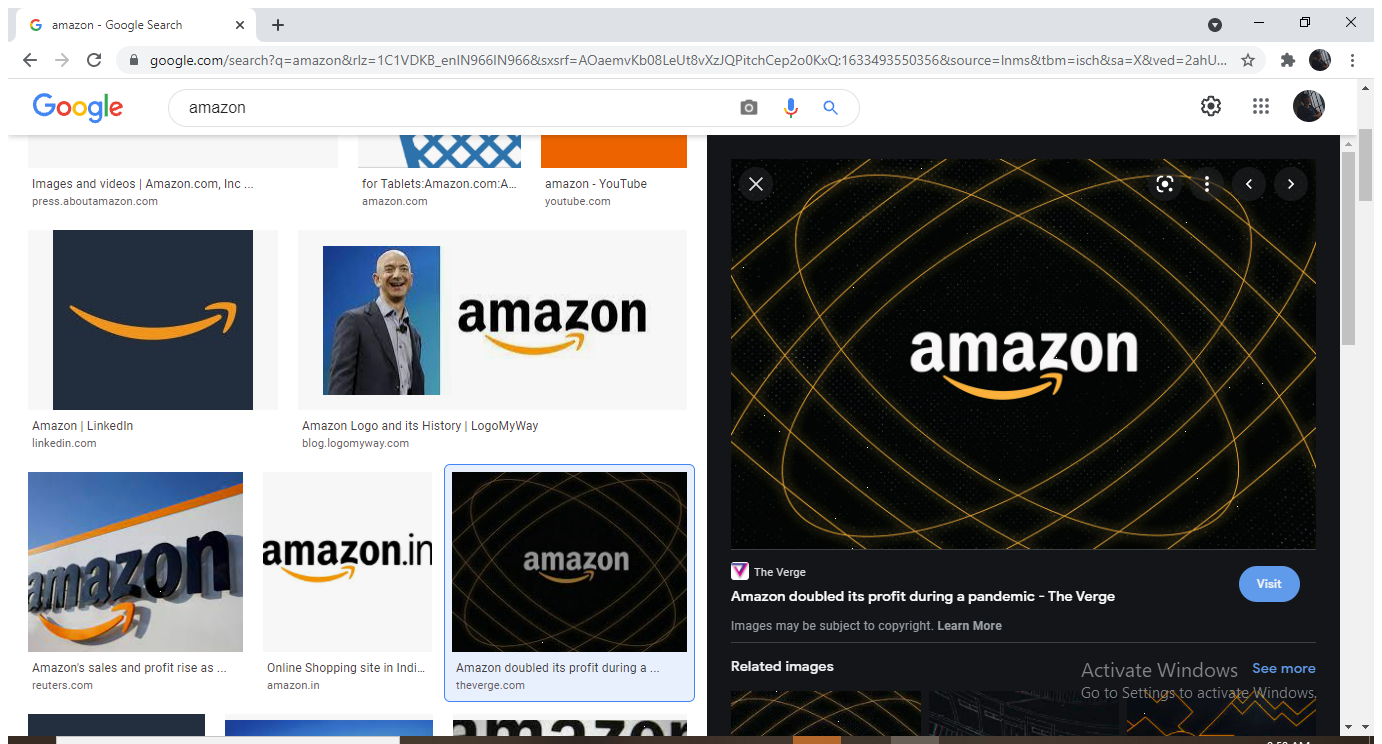 amazon - Google Search
google.com/search?q=amazon&rlz=1C1VDKB_enIN966IN966&sxsrf=AOaemvKb08LeUt8vXzJQPitchCep2o0KxQ:1633493550356&source=lnms&tbm=isch&sa=X&ved=2ahU...
Google
amazon
Images and videos | Amazon.com, Inc ...
press.aboutamazon.com
for Tablets:Amazon.com:A...
amazon.com
amazon - YouTube
youtube.com
amazon
Amazon | LinkedIn
linkedin.com
Amazon Logo and its History | LogoMyWay
blog.logomyway.com
amazon
amazon.in
amazon
Amazon's sales and profit rise as ...
reuters.com
Online Shopping site in Indi...
amazon.in
Amazon doubled its profit during a ...
theverge.com
amazon
amazon
The Verge
Visit
Amazon doubled its profit during a pandemic - The Verge
Images may be subject to copyright. Learn More
Related images
See more
Activate Windows
Go to Settings to activate Windows.